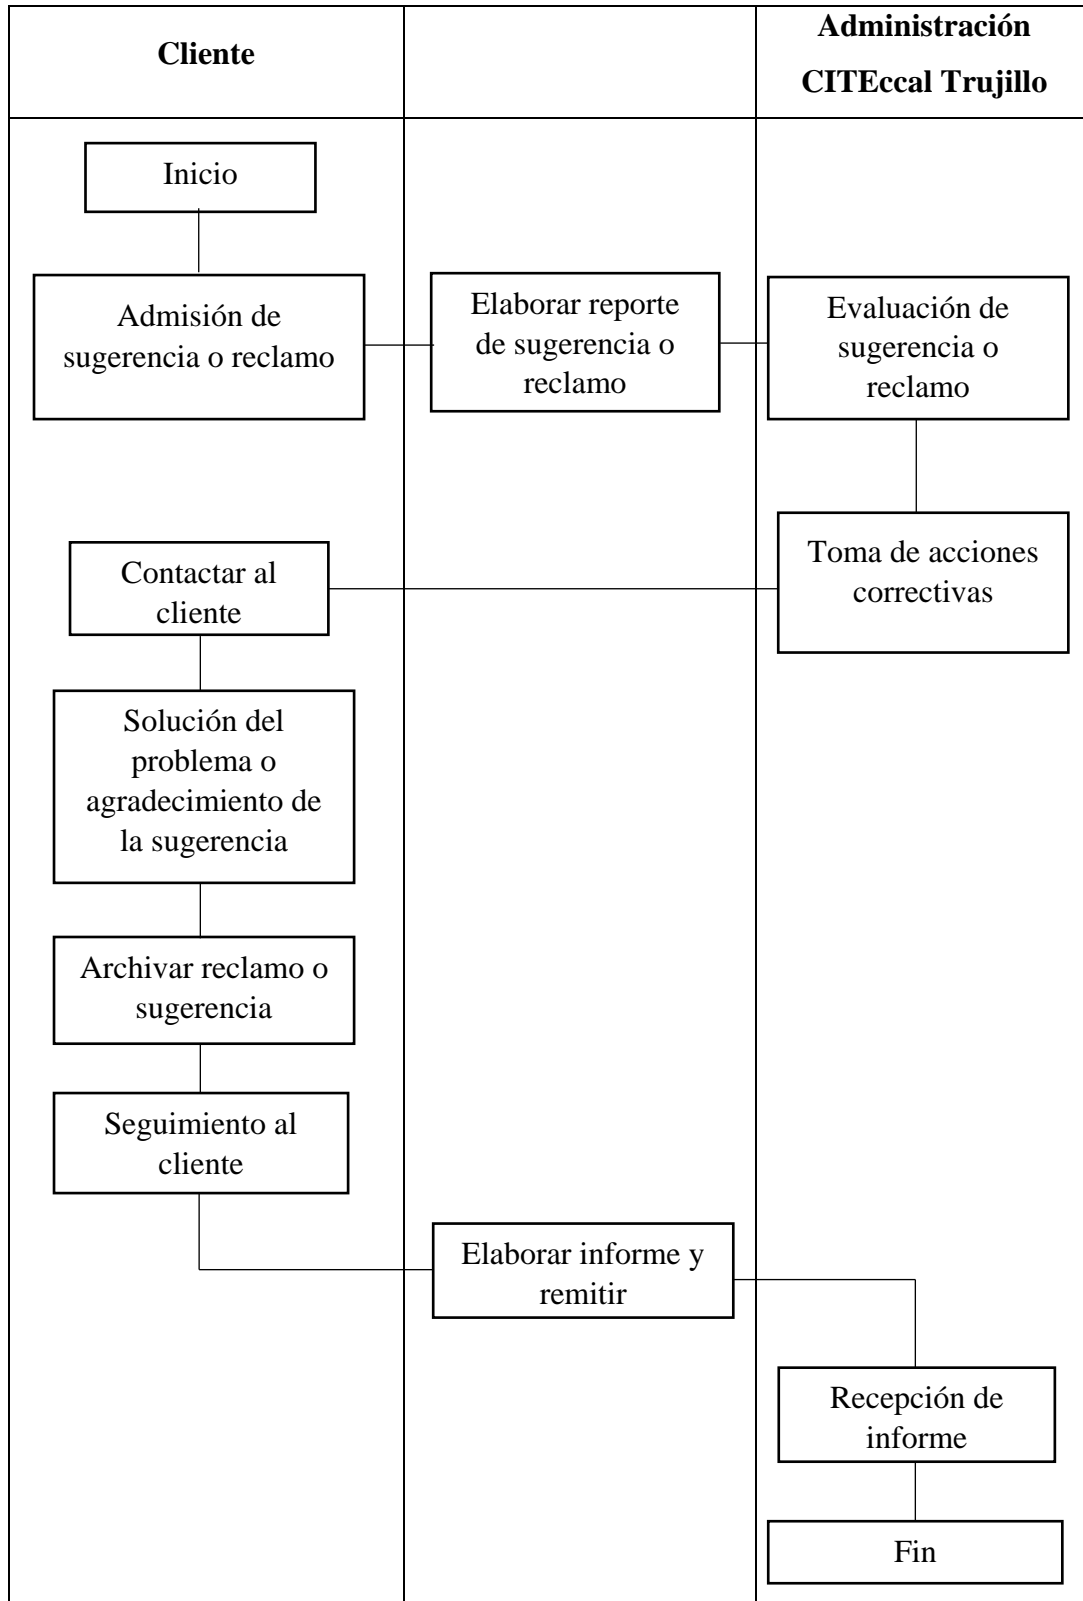 Cliente
Administración
CITEccal Trujillo
Inicio
Admisión de
sugerencia o reclamo
Elaborar reporte
de sugerencia o
reclamo
Evaluación de
sugerencia o
reclamo
Toma de acciones
correctivas
Contactar al
cliente
Solución del
problema o
agradecimiento de
la sugerencia
Archivar reclamo o
sugerencia
Seguimiento al
cliente
Elaborar informe y
remitir
Recepción de
informe
Fin